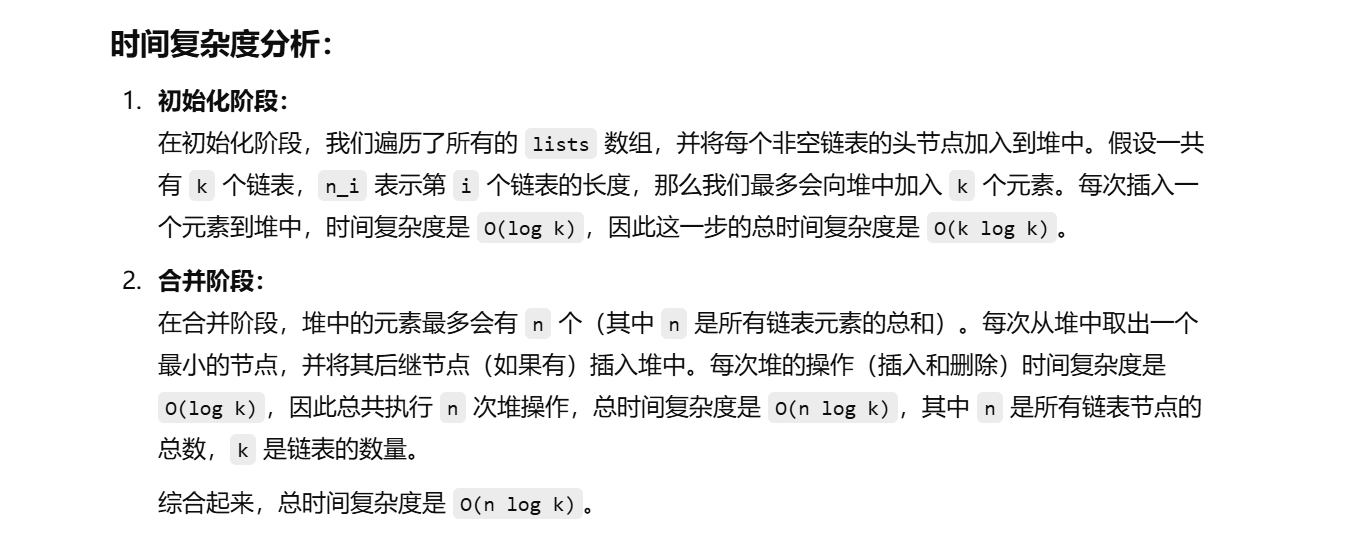 时间复杂度分析：
1. 初始化阶段：
在初始化阶段，我们遍历了所有的 lists 数组，并将每个非空链表的头节点加入到堆中。假设一共
有 k 个链表， n_i 表示第 i 个链表的长度，那么我们最多会向堆中加入 k 个元素。每次插入一
个元素到堆中，时间复杂度是 O(log k) ，因此这一步的总时间复杂度是 O(k log k) 。
2. 合并阶段：
在合并阶段，堆中的元素最多会有 n 个（其中 n 是所有链表元素的总和）。每次从堆中取出一个
最小的节点，并将其后继节点（如果有）插入堆中。每次堆的操作（插入和删除）时间复杂度是
O(log k) ，因此总共执行 n 次堆操作，总时间复杂度是 O(n log k) ，其中 n 是所有链表节点的
总数， k 是链表的数量。
综合起来，总时间复杂度是 O(n log k) 。